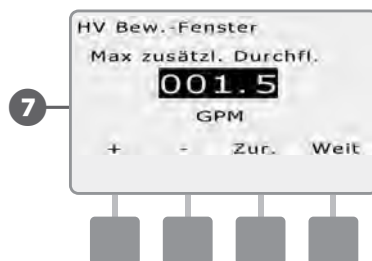 HV Bew.-Fenster
Max zusätzl. Durchfl.
001.5
7
GPM
+ - Zur. Weit